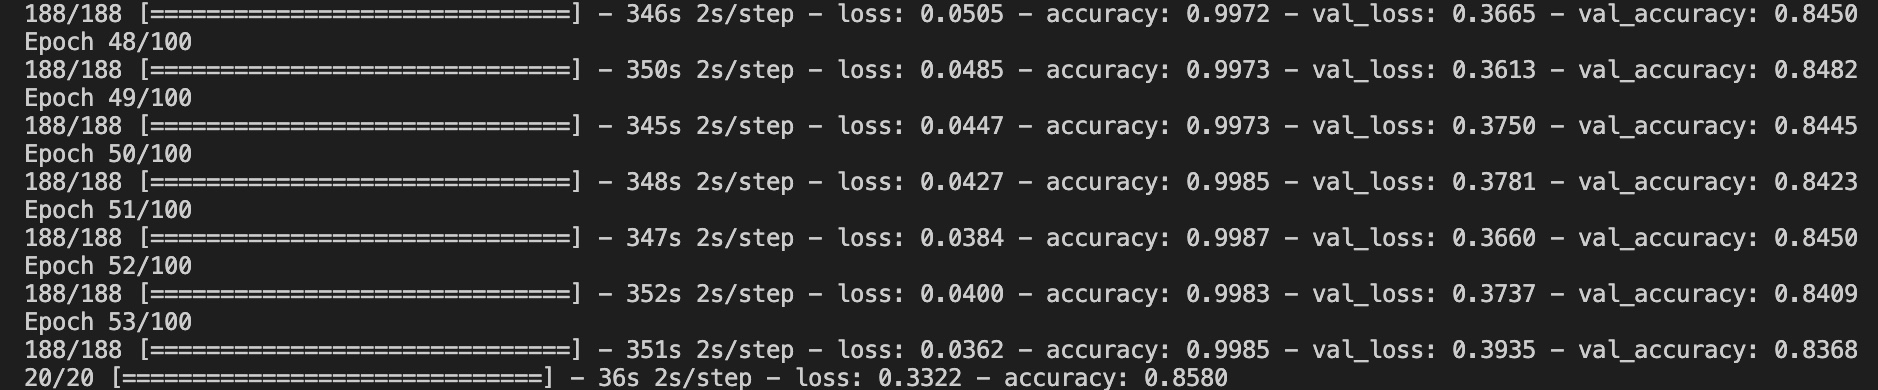 188/188 [==============================] - 346s 2s/step - loss: 0.0505 - accuracy: 0.9972 - val_loss: 0.3665 - val_accuracy: 0.8450
Epoch 48/100
188/188 [==============================] - 350s 2s/step - loss: 0.0485 - accuracy: 0.9973 - val_loss: 0.3613 - val_accuracy: 0.8482
Epoch 49/100
188/188 [==============================] - 345s 2s/step - loss: 0.0447 - accuracy: 0.9973 - val_loss: 0.3750 - val_accuracy: 0.8445
Epoch 50/100
188/188 [==============================] - 348s 2s/step - loss: 0.0427 - accuracy: 0.9985 - val_loss: 0.3781 - val_accuracy: 0.8423
Epoch 51/100
188/188 [==============================] - 347s 2s/step - loss: 0.0384 - accuracy: 0.9987 - val_loss: 0.3660 - val_accuracy: 0.8450
Epoch 52/100
188/188 [==============================] - 352s 2s/step - loss: 0.0400 - accuracy: 0.9983 - val_loss: 0.3737 - val_accuracy: 0.8409
Epoch 53/100
188/188 [==============================] - 351s 2s/step - loss: 0.0362 - accuracy: 0.9985 - val_loss: 0.3935 - val_accuracy: 0.8368
20/20 [==============================] - 36s 2s/step - loss: 0.3322 - accuracy: 0.8580